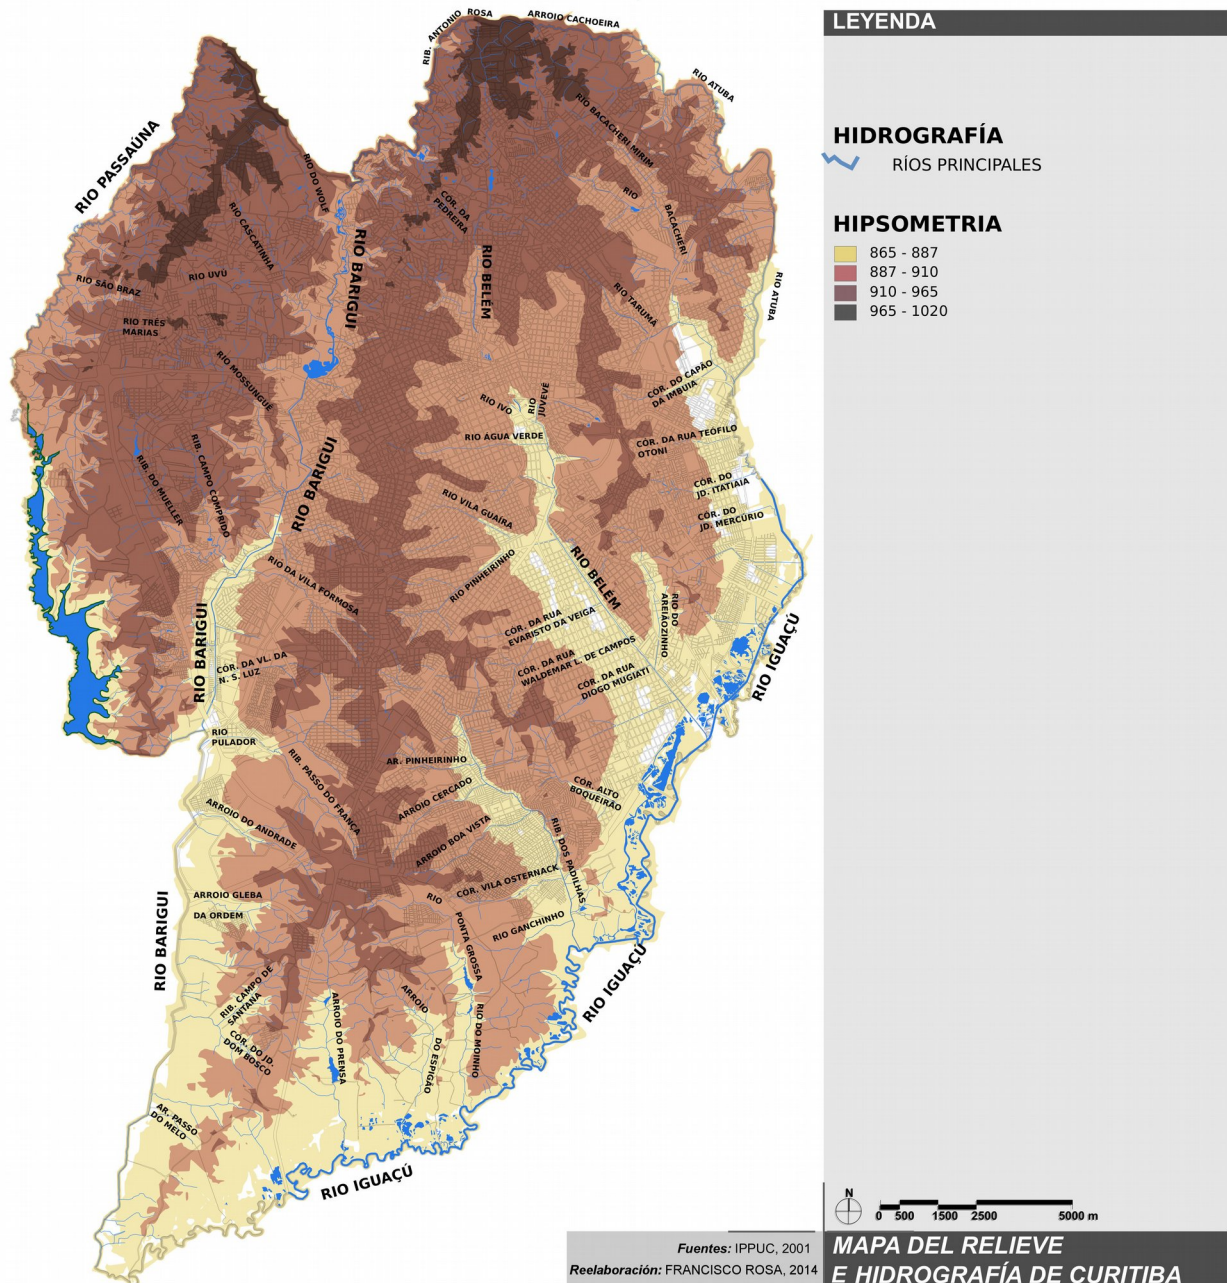 RIB. ANTONIO ROSA
ARROIO CACHOEIRA
RIO ATUBA
RIO PASSAÚNA
RIO BACACHERI MIRIM
RIO
BACACHERI
RIO DO WOLF
CÓR. DA
PEDREIRA
RIO CASCATINHA
RIO BARIGUI
RIO BELÉM
RIO UVÚ
RIO SÃO BRAZ
RIO ATUBA
RIO TARUMÃ
RIO TRÊS
MARIAS
RIO MOSSUNGUÊ
CÓR. DO CAPÃO
DA IMBUIA
RIO IVO
RIO
JUVEVÊ
RIO ÁGUA VERDE
CÓR. DA RUA TEÓFILO
OTONI
RIO BARIGUI
RIB. DO MUELLER
RIB. CAMPO COMPRIDO
CÓR. DO
JD. ITATIAIA
CÓR. DO
JD. MERCÚRIO
RIO VILA GUAÍRA
RIO PINHEIRINHO
RIO BELÉM
RIO DA VILA FORMOSA
RIO DO
AREIÃOZINHO
CÓR. DA RUA
EVARISTO DA VEIGA
CÓR. DA RUA
WALDEMAR L. DE CAMPOS
CÓR. DA RUA
DIOGO MUGIATI
RIO BARIGUI
CÓR. DA VL. DA
N. S. LUZ
RIO IGUAÇÚ
RIO
PULADOR
RIB. PASSO DO FRANÇA
AR. PINHEIRINHO
ARROIO CERCADO
CÓR. ALTO
BOQUEIRÃO
ARROIO DO ANDRADE
ARROIO BOA VISTA
RIB. DOS PADILHAS
CÓR. VILA OSTERNACK
ARROIO GLEBA
DA ORDEM
RIO
PONTA GROSSA
RIO GANCHINHO
RIO BARIGUI
RIO IGUAÇÚ
RIB. CAMPO DE
SANTANA
ARROIO DO PRENSA
ARROIO
DO ESPIGÃO
RIO DO MOINHO
CÓR. DO JD.
DOM BOSCO
AR. PASSO
DO MELO
RIO IGUAÇÚ
LEYENDA
HIDROGRAFÍA
RÍOS PRINCIPALES
HIPSOMETRIA
865 - 887
887 - 910
910 - 965
965 - 1020
N
0 500 1500 2500 5000 m
Fuentes: IPPUC, 2001
Reelaboración: FRANCISCO ROSA, 2014
MAPA DEL RELIEVE
E HIDROGRAFÍA DE CURITIBA